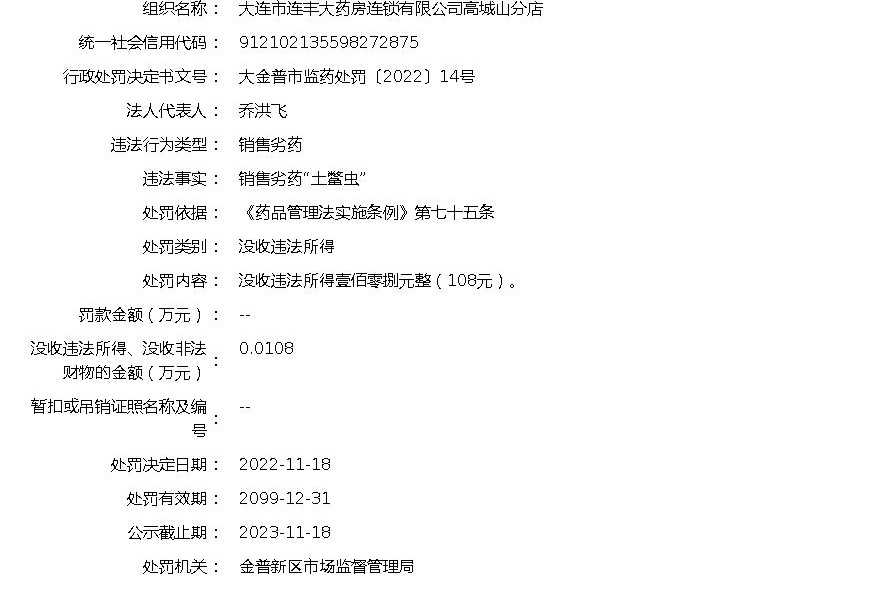 组织名称： 大连市连丰大药房连锁有限公司高城山分店
统一社会信用代码： 912102135598272875
行政处罚决定书文号： 大金普市监药处罚〔2022〕14号
法人代表人： 乔洪飞
违法行为类型： 销售劣药
违法事实： 销售劣药“土鳖虫”
处罚依据： 《药品管理法实施条例》第七十五条
处罚类别： 没收违法所得
处罚内容： 没收违法所得壹佰零捌元整（108元）。
罚款金额（万元）： --
没收违法所得、没收非法
财物的金额（万元）： 0.0108
暂扣或吊销证照名称及编
号： --
处罚决定日期： 2022-11-18
处罚有效期： 2099-12-31
公示截止期： 2023-11-18
处罚机关： 金普新区市场监督管理局